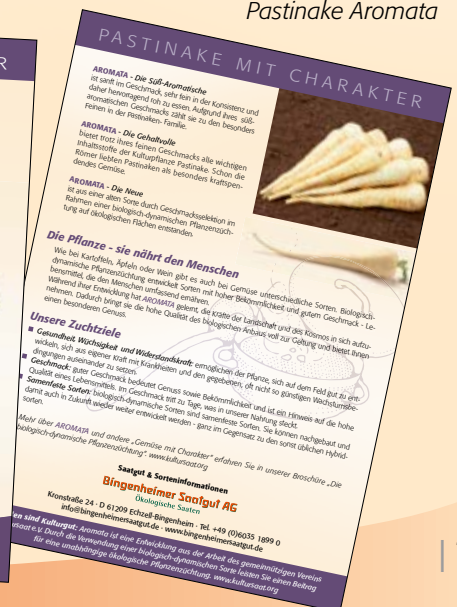 Pastinake Aromata
R
PASTINAKE MIT CHARAKTER
AROMATA - Die Süß-Aromatische
ist sanft im Geschmack, sehr fein in der Konsistenz und
daher hervorragend roh zu essen. Aufgrund ihres süß-
aromatischen Geschmacks zählt sie zu den besonders
Feinen in der Pastinaken- Familie.
AROMATA - Die Gehaltvolle
bietet trotz ihres feinen Geschmacks alle wichtigen
Inhaltsstoffe der Kulturpflanze Pastinake. Schon die
Römer liebten Pastinaken als besonders kraftspen-
dendes Gemüse.
AROMATA - Die Neue
ist aus einer alten Sorte durch Geschmacksselektion im
Rahmen einer biologisch-dynamischen Pflanzenzüch-
tung auf ökologischen Flächen entstanden.
Die Pflanze - sie nährt den Menschen
Wie bei Kartoffeln, Äpfeln oder Wein gibt es auch bei Gemüse unterschiedliche Sorten. Biologisch-
dynamische Pflanzenzüchtung entwickelt Sorten mit hoher Bekömmlichkeit und gutem Geschmack - Le-
bensmittel, die den Menschen umfassend ernähren.
Während ihrer Entwicklung hat AROMATA gelernt, die Kräfte der Landschaft und des Kosmos in sich aufzu-
nehmen. Dadurch bringt sie die hohe Qualität des biologischen Anbaus voll zur Geltung und bietet Ihnen
einen besonderen Genuss.
Unsere Zuchtziele
Gesundheit, Wüchsigkeit und Widerstandskraft: ermöglichen der Pflanze, sich auf dem Feld gut zu ent-
wickeln, sich aus eigener Kraft mit Krankheiten und den gegebenen, oft nicht so günstigen Wachstumsbe-
dingungen auseinander zu setzen.
Geschmack: guter Geschmack bedeutet Genuss sowie Bekömmlichkeit und ist ein Hinweis auf die hohe
Qualität eines Lebensmittels. Im Geschmack tritt zu Tage, was in unserer Nahrung steckt.
Samenfeste Sorten: biologisch-dynamische Sorten sind samenfeste Sorten. Sie können nachgebaut und
damit auch in Zukunft wieder weiter entwickelt werden - ganz im Gegensatz zu den sonst üblichen Hybrid-
sorten.
Mehr über AROMATA und andere „Gemüse mit Charakter" erfahren Sie in unserer Broschüre „Die
biologisch-dynamische Pflanzenzüchtung". www.kultursaat.org
Saatgut & Sorteninformationen
Bingenheimer Saatgut AG
Ökologische Saaten
Kronstraße 24 - D 61209 Echzell-Bingenheim · Tel. +49 (0)6035 1899 0
info@bingenheimersaatgut.de · www.bingenheimersaatgut.de
en sind Kulturgut: Aromata ist eine Entwicklung aus der Arbeit des gemeinnützigen Vereins
saat e.V. Durch die Verwendung einer biologisch-dynamischen Sorte leisten Sie einen Beitrag
für eine unabhängige ökologische Pflanzenzüchtung. www.kultursaat.org